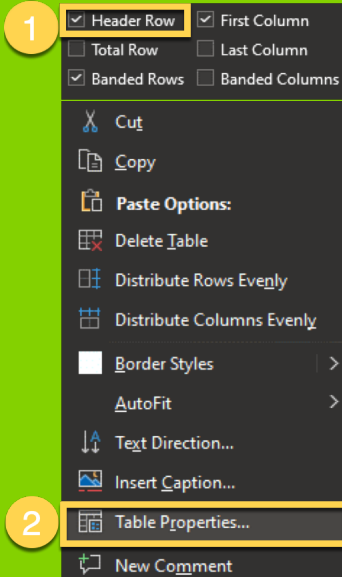 1
Header Row First Column
Total Row Last Column
Banded Rows Banded Columns
Cut
Copy
Paste Options:
Delete Table
Distribute Rows Evenly
Distribute Columns Evenly
Border Styles
AutoFit
Text Direction...
Insert Caption...
2 Table Properties...
New Comment